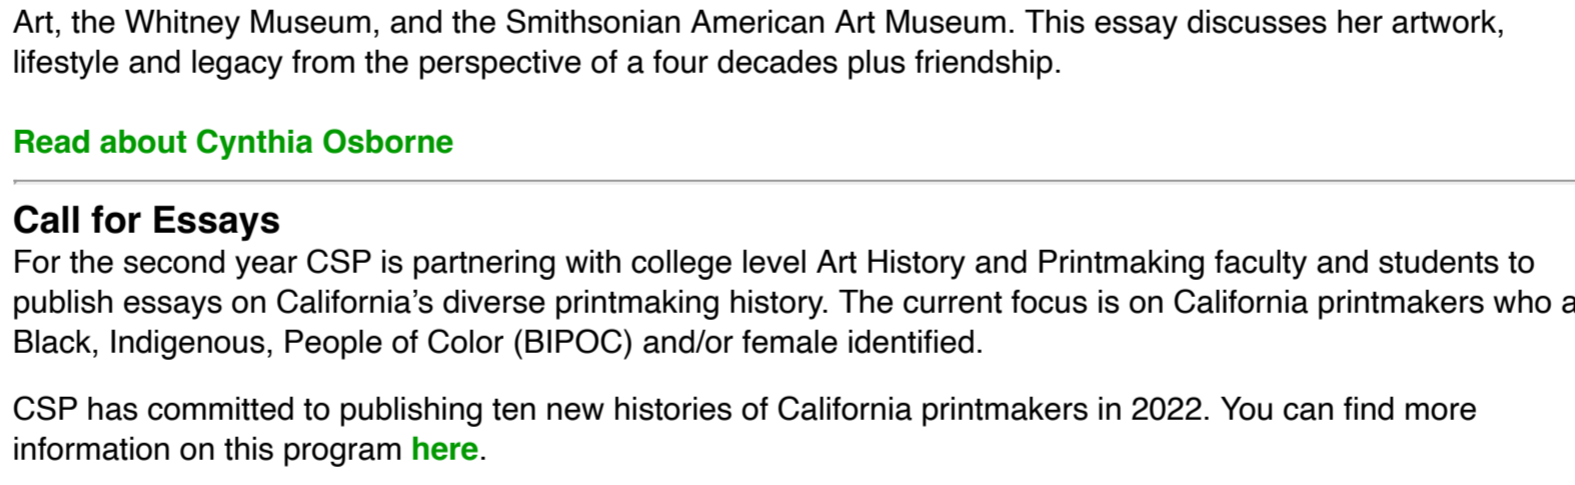 Art, the Whitney Museum, and the Smithsonian American Art Museum. This essay discusses her artwork,
lifestyle and legacy from the perspective of a four decades plus friendship.
Read about Cynthia Osborne
Call for Essays
For the second year CSP is partnering with college level Art History and Printmaking faculty and students to
publish essays on California’s diverse printmaking history. The current focus is on California printmakers who
Black, Indigenous, People of Color (BIPOC) and/or female identified.
CSP has committed to publishing ten new histories of California printmakers in 2022. You can find more
information on this program here.